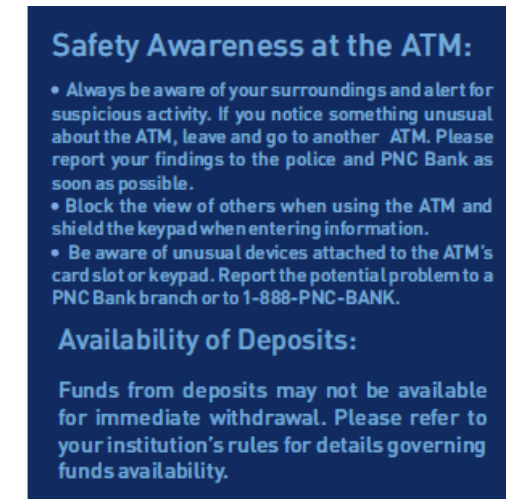 Safety Awareness at the ATM:
• Always be aware of your surroundings and alert for
suspicious activity. If you notice something unusual
about the ATM, leave and go to another ATM. Please
report your findings to the police and PNC Bank as
soon as possible.
• Block the view of others when using the ATM and
shield the keypad when entering information.
• Be aware of unusual devices attached to the ATM's
card slot or keypad. Report the potential problem to a
PNC Bank branch or to 1-888-PNC-BANK.
Availability of Deposits:
Funds from deposits may not be available
for immediate withdrawal. Please refer to
your institution's rules for details governing
funds availability.